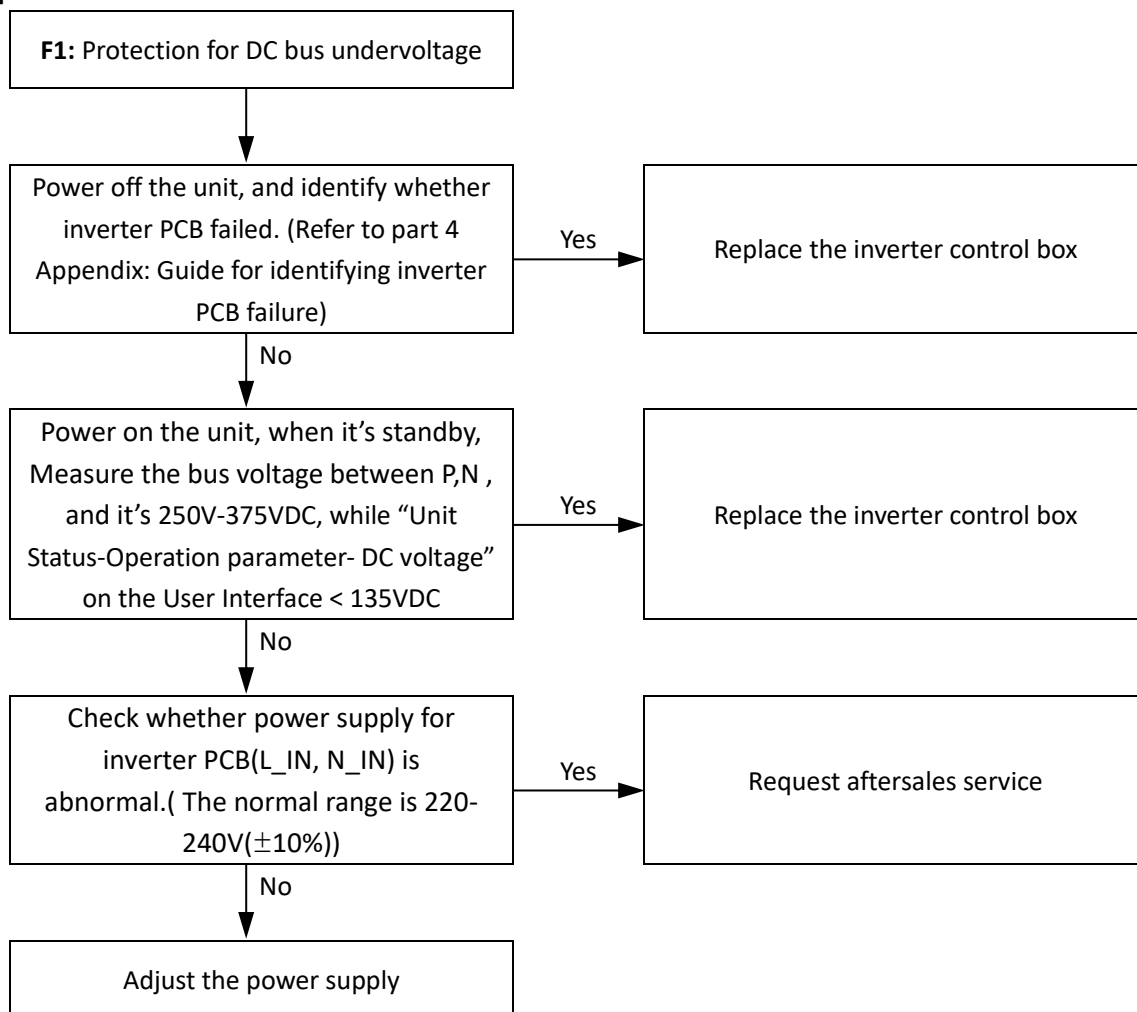 F1: Protection for DC bus undervoltage
Power off the unit, and identify whether
inverter PCB failed. (Refer to part 4
Appendix: Guide for identifying inverter
PCB failure)
Yes
Replace the inverter control box
No
Power on the unit, when it’s standby,
Measure the bus voltage between P,N ,
and it’s 250V-375VDC, while “Unit
Status-Operation parameter- DC voltage”
on the User Interface < 135VDC
Yes
Replace the inverter control box
No
Check whether power supply for
inverter PCB(L_IN, N_IN) is
abnormal.( The normal range is 220-
240V(±10%))
Yes
Request aftersales service
No
Adjust the power supply